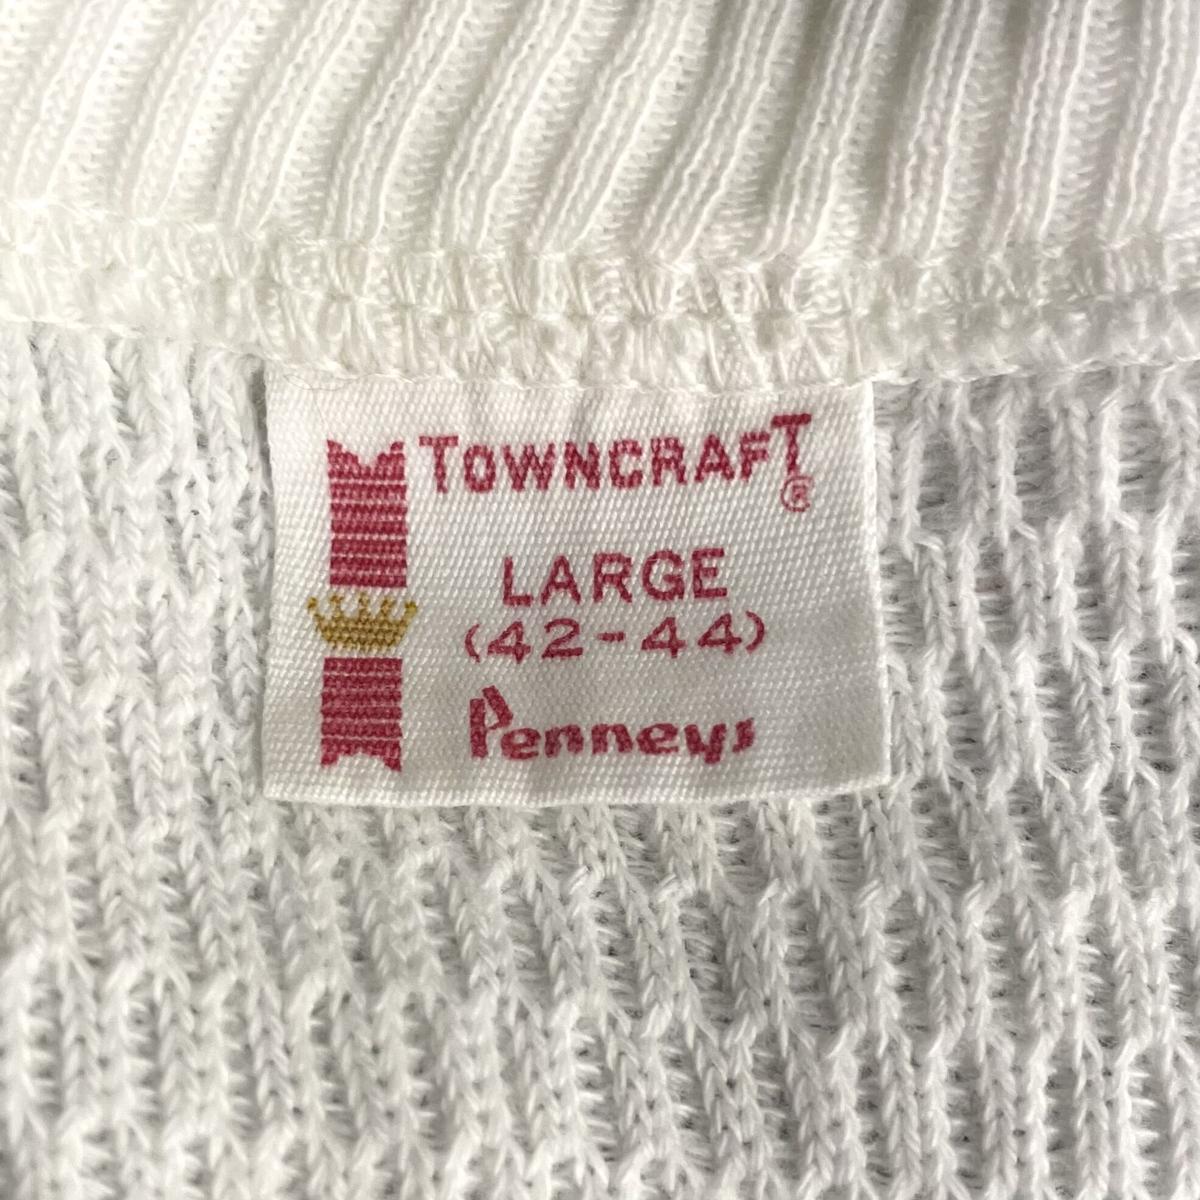 TOWNCRAFT®
LARGE
(42-44)
Penneys